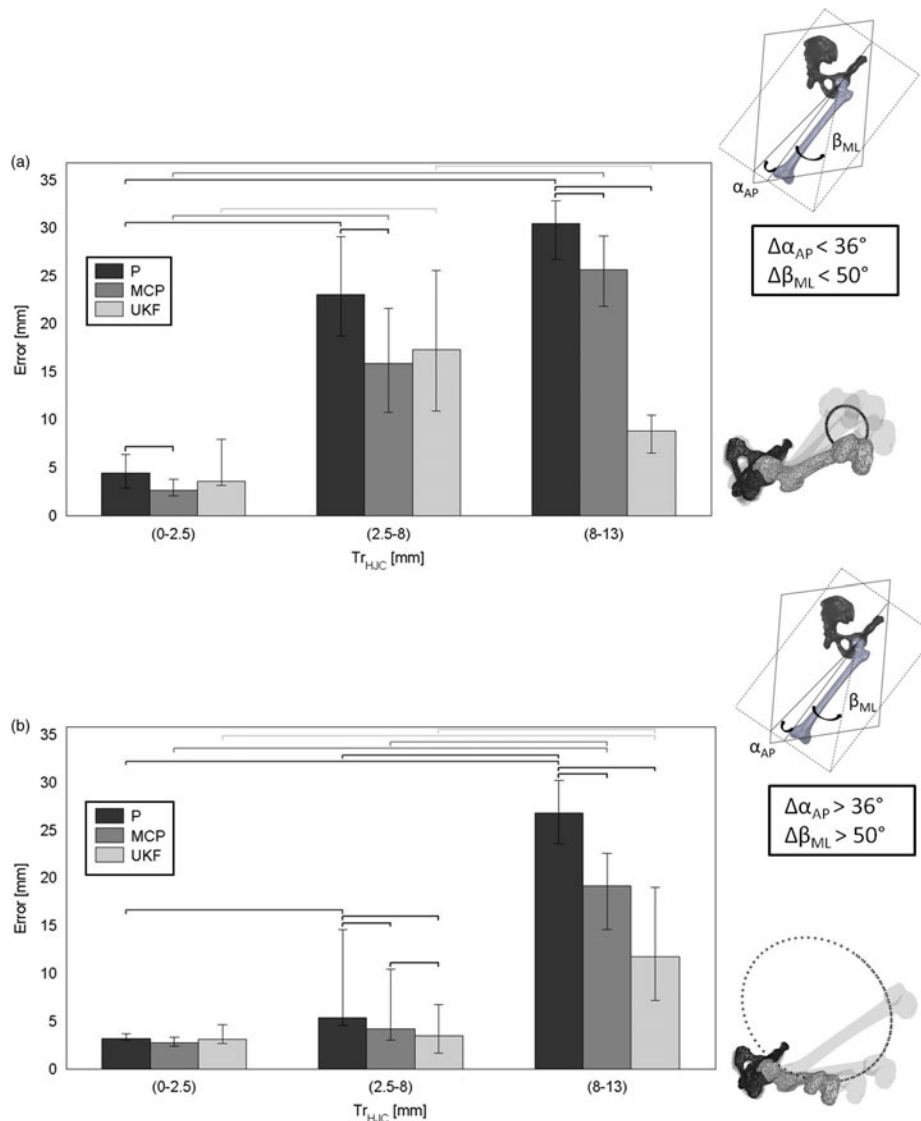 β_ML
α_AP
(a)
35
30
25
20
15
10
5
0
Error [mm]
P
MCP
UKF
(0-2.5)
(2.5-8)
(8-13)
Tr_HJC [mm]
Δα_AP < 36°
Δβ_ML < 50°
β_ML
α_AP
(b)
35
30
25
20
15
10
5
0
Error [mm]
P
MCP
UKF
(0-2.5)
(2.5-8)
(8-13)
Tr_HJC [mm]
Δα_AP > 36°
Δβ_ML > 50°